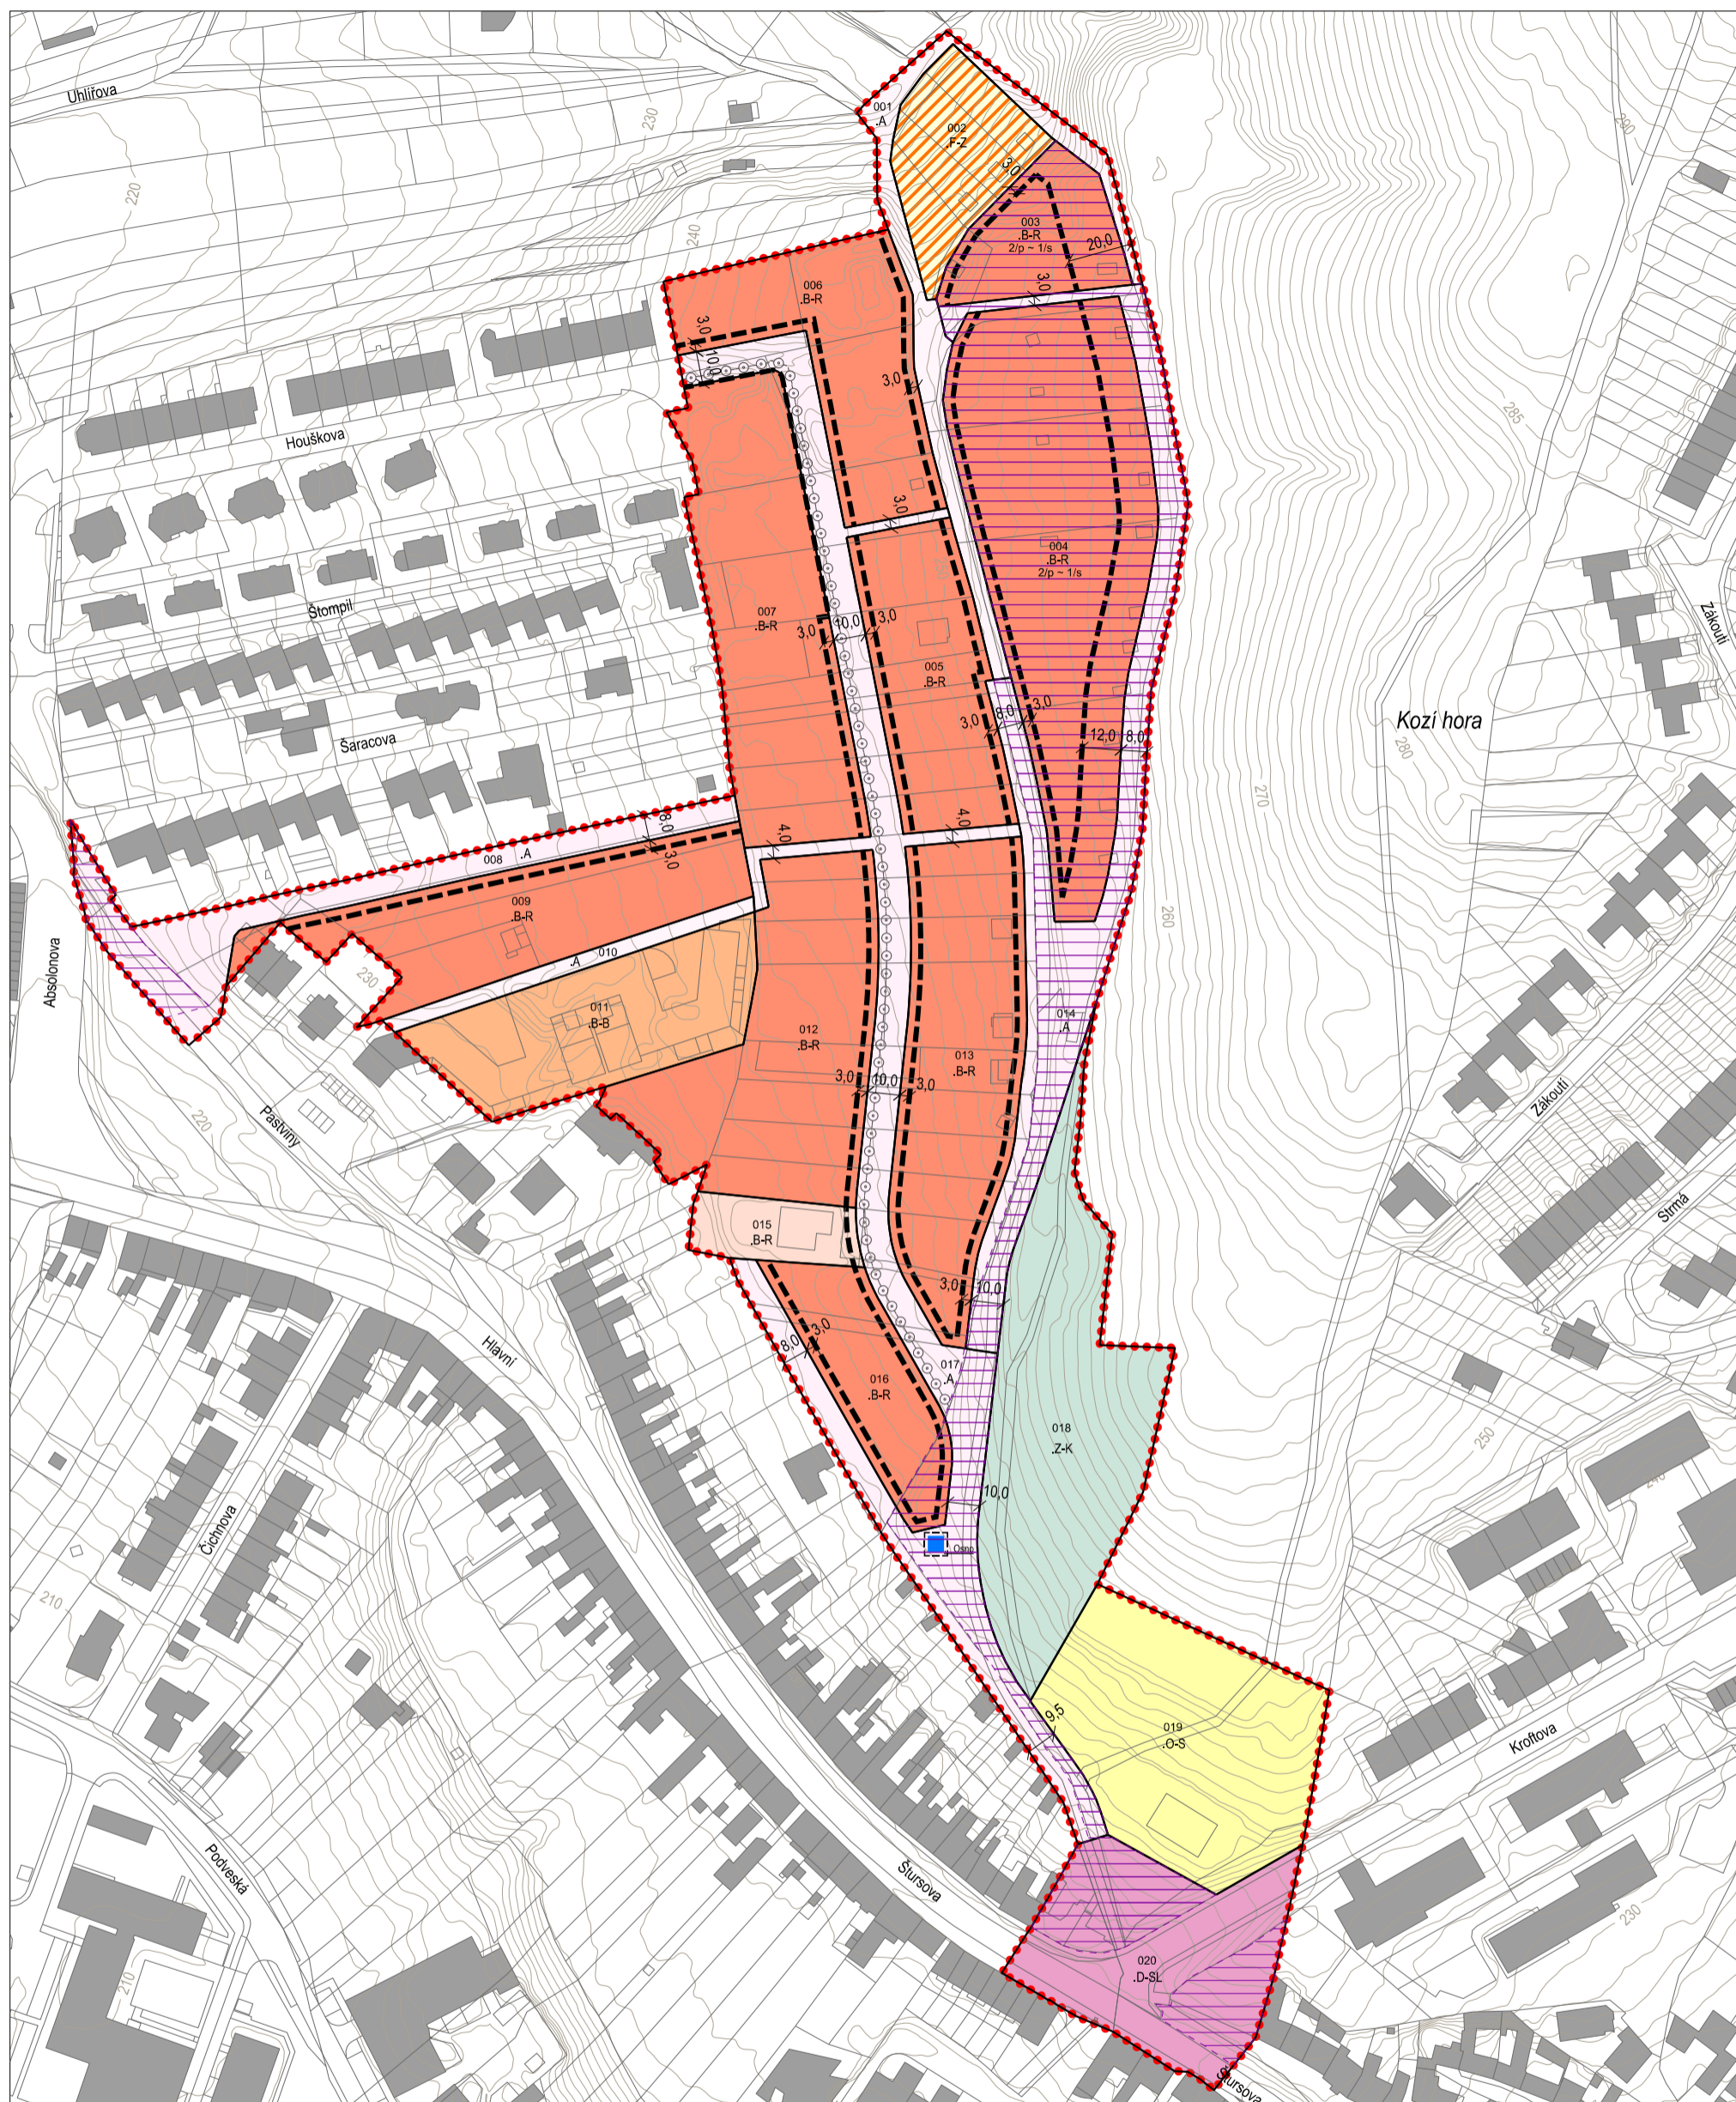 Uhlířova
220
230
240
290
285
001
.A
002
.F-Z
3,0
003
.B-R
2/p ~ 1/s
20,0
3,0
006
.B-R
3,0
10,0
3,0
Houškova
3,0
004
.B-R
2/p ~ 1/s
Štompil
007
.B-R
3,0
10,0
3,0
005
.B-R
Zákoutí
Kozí hora
280
Šaracova
3,0
8,0
3,0
12,0
8,0
270
8,0
3,0
4,0
4,0
008
.A
009
.B-R
260
Absolonova
230
010
.A
011
.B-B
012
.B-R
014
.A
013
.B-R
3,0
10,0
3,0
220
Pastviny
Zákoutí
Strmá
015
.B-R
3,0
10,0
Hlavní
8,0
3,0
016
.B-R
017
.A
018
.Z-K
250
240
10,0
Čichnova
Osnp
210
9,5
019
.O-S
Kroftova
Podveská
Štursova
230
020
.D-SL
210
Štursova